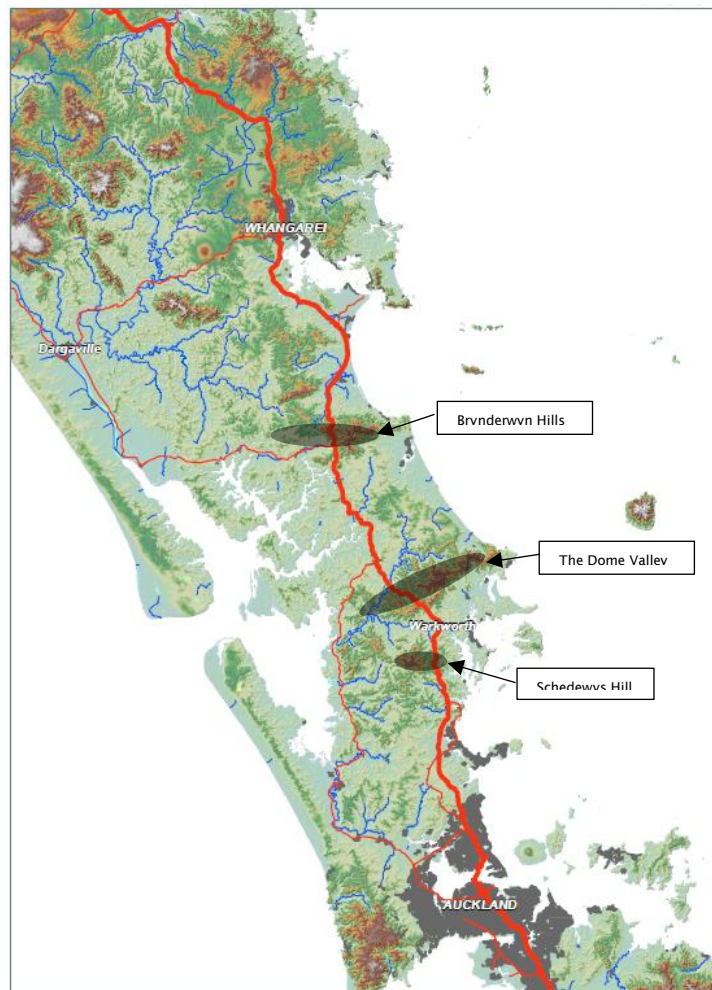 WHANGAREI
Dargaville
Brynderwyn Hills
The Dome Valley
Warkworth
Schedewys Hill
AUCKLAND